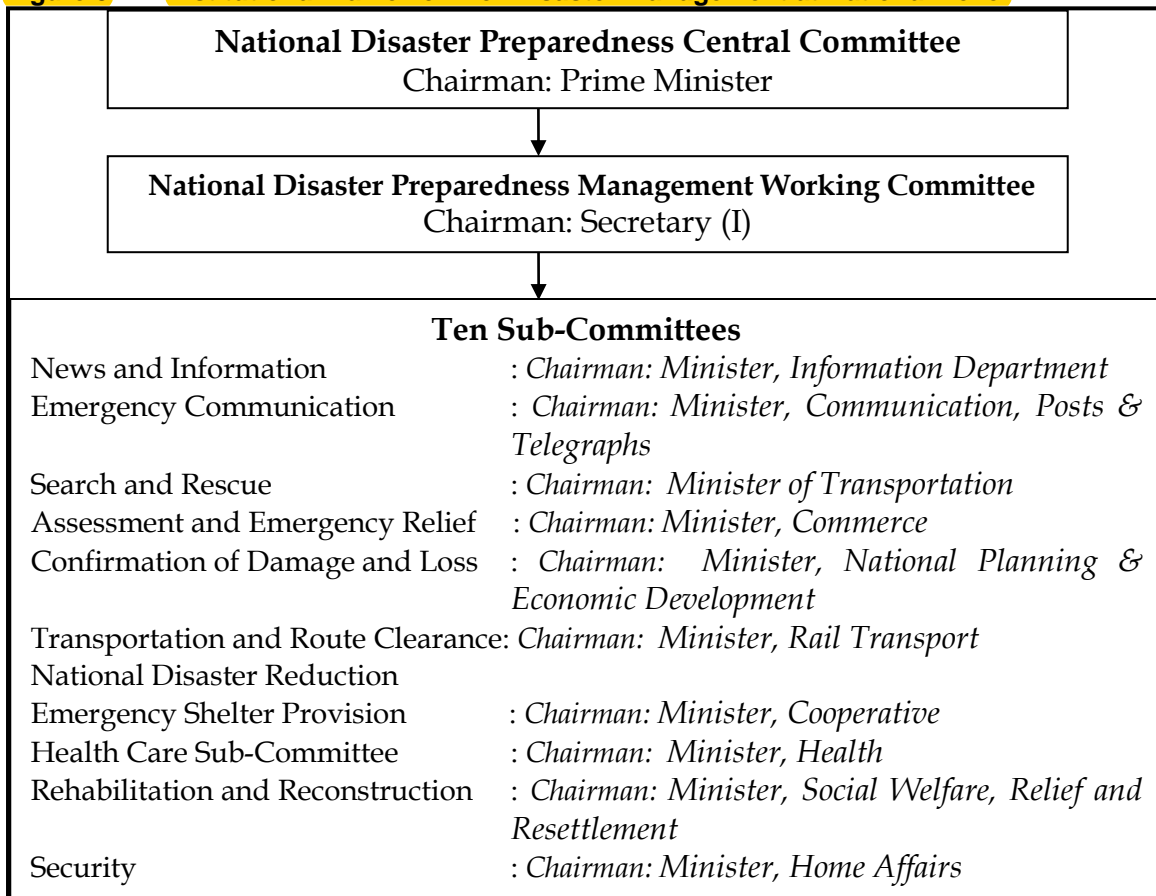 National Disaster Preparedness Central Committee
Chairman: Prime Minister
National Disaster Preparedness Management Working Committee
Chairman: Secretary (I)
Ten Sub-Committees
News and Information : Chairman: Minister, Information Department
Emergency Communication : Chairman: Minister, Communication, Posts &
Telegraphs
Search and Rescue : Chairman: Minister of Transportation
Assessment and Emergency Relief : Chairman: Minister, Commerce
Confirmation of Damage and Loss : Chairman: Minister, National Planning &
Economic Development
Transportation and Route Clearance: Chairman: Minister, Rail Transport
National Disaster Reduction
Emergency Shelter Provision : Chairman: Minister, Cooperative
Health Care Sub-Committee : Chairman: Minister, Health
Rehabilitation and Reconstruction : Chairman: Minister, Social Welfare, Relief and
Resettlement
Security : Chairman: Minister, Home Affairs